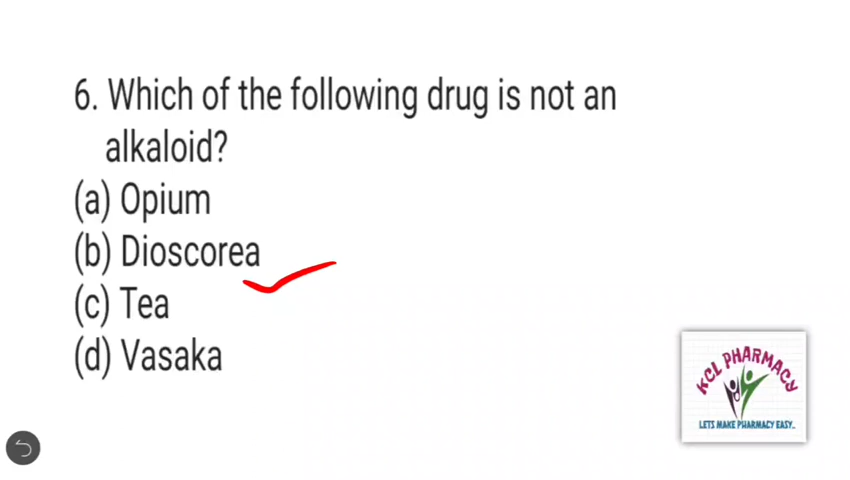 6. Which of the following drug is not an
alkaloid?
(a) Opium
(b) Dioscorea
(c) Tea
(d) Vasaka
KCL PHARMACY
LETS MAKE PHARMACY EASY..